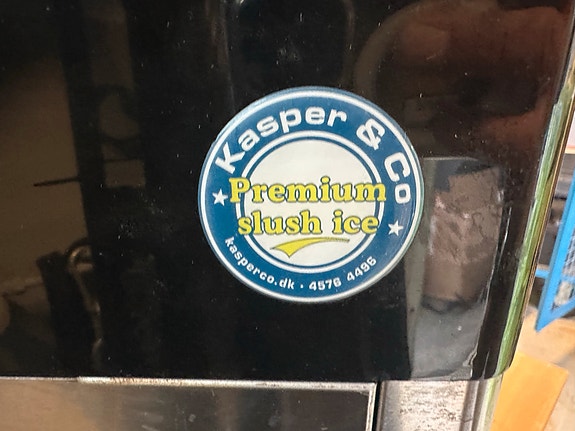 Kasper & Co
Premium
slush ice
kasperco.dk · 4576 4496